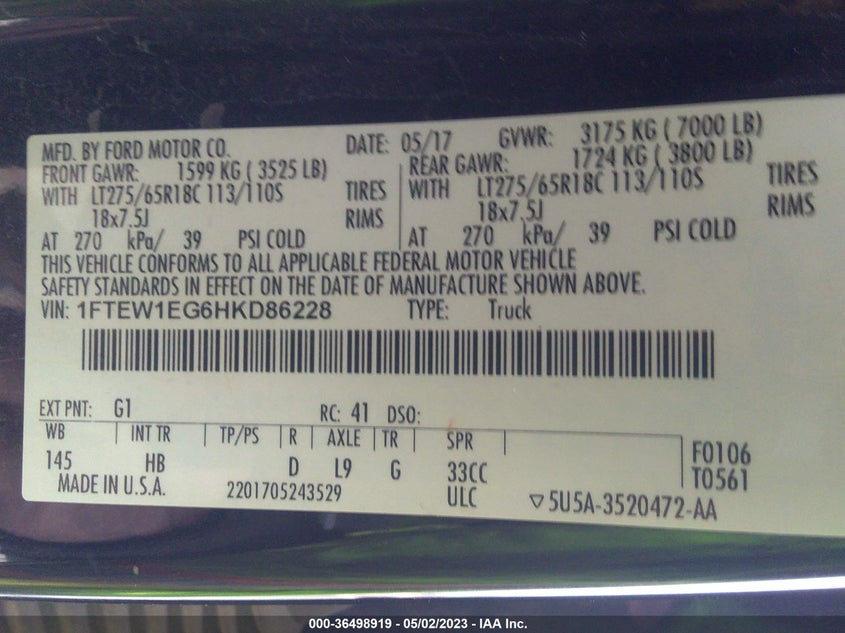 MFD. BY FORD MOTOR CO. DATE: 05/17 GVWR: 3175 KG ( 7000 LB)
FRONT GAWR: 1599 KG ( 3525 LB) REAR GAWR: 1724 KG ( 3800 LB)
WITH LT275/65R18C 113/110S TIRES WITH LT275/65R18C 113/110S TIRES
18x7.5J RIMS 18x7.5J RIMS
AT 270 kPa/ 39 PSI COLD AT 270 kPa/ 39 PSI COLD
THIS VEHICLE CONFORMS TO ALL APPLICABLE FEDERAL MOTOR VEHICLE
SAFETY STANDARDS IN EFFECT ON THE DATE OF MANUFACTURE SHOWN ABOVE.
VIN: 1FTEW1EG6HKD86228 TYPE: Truck
EXT PNT: G1 RC: 41 DSO:
WB INT TR TP/PS R AXLE TR SPR
145 HB D L9 G 33CC F0106
ULC T0561
MADE IN U.S.A. 2201705243529 ▽5U5A-3520472-AA
000-36498919 - 05/02/2023 - IAA Inc.